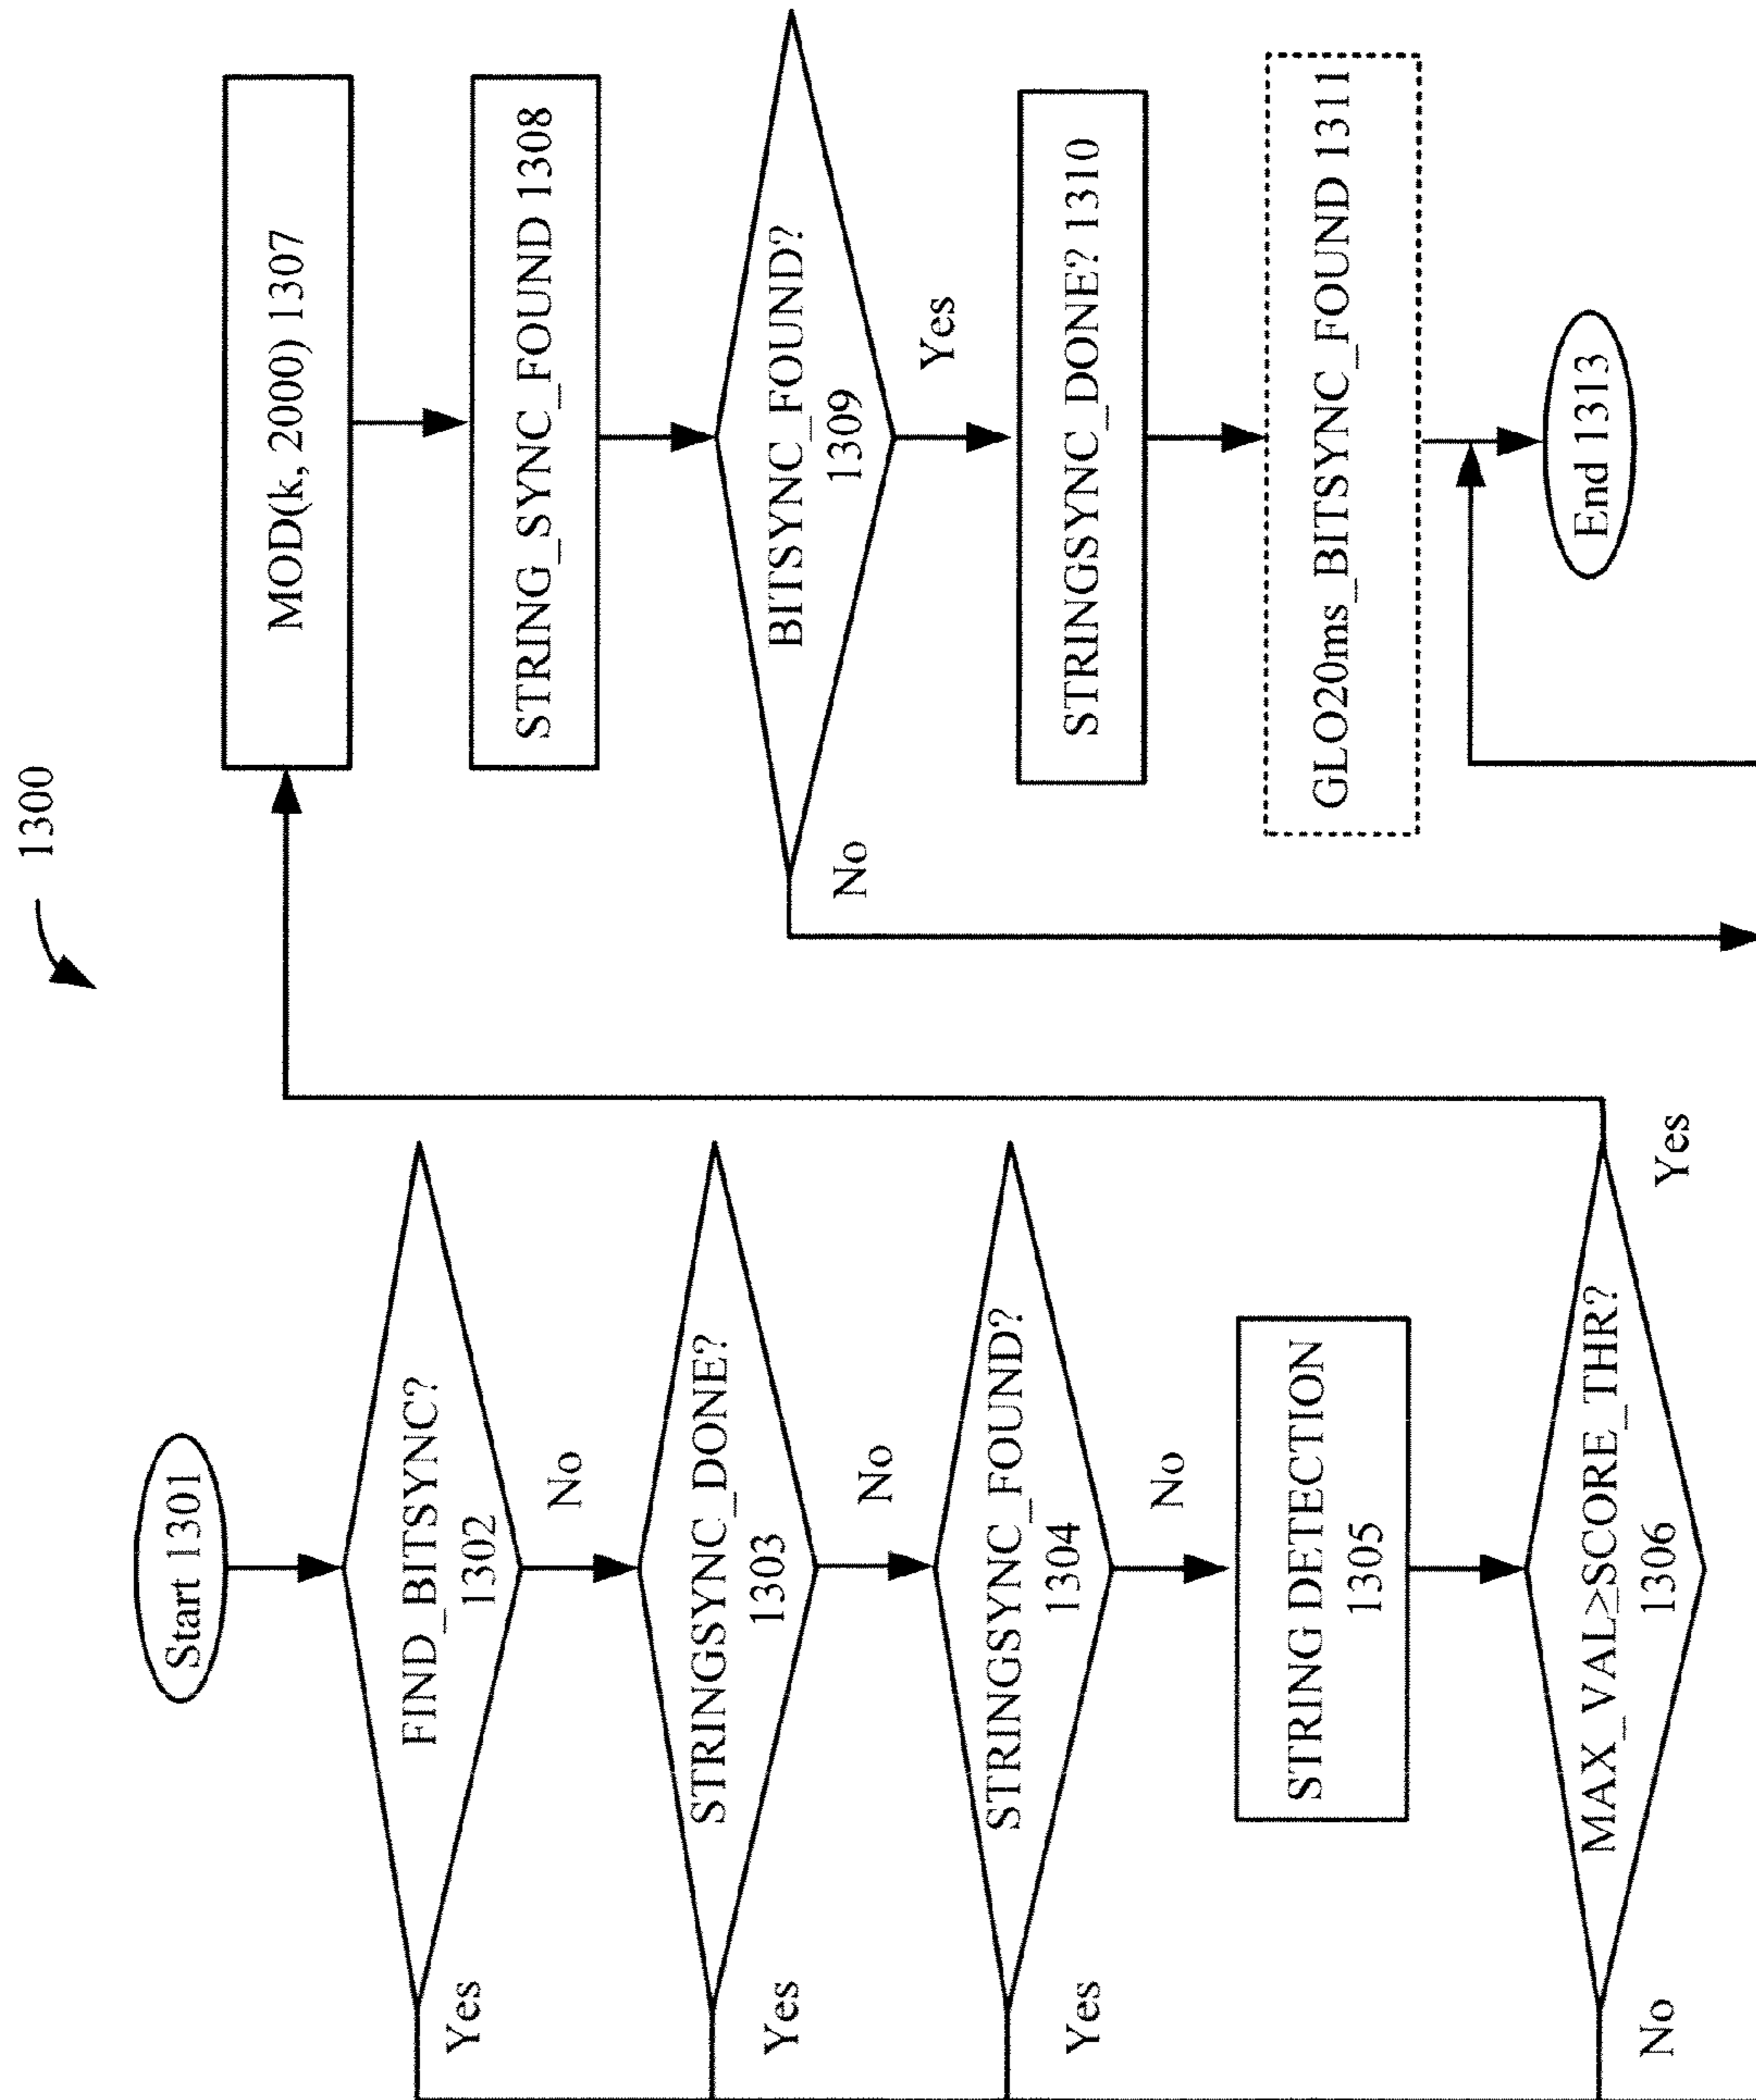 1300
Start 1301
FIND_BITSYNC?
1302
Yes
No
STRINGSYNC_DONE?
1303
Yes
No
STRINGSYNC_FOUND?
1304
Yes
No
STRING DETECTION
1305
MAX_VAL≥SCORE_THR?
1306
No
Yes
MOD(k, 2000) 1307
STRING_SYNC_FOUND 1308
BITSYNC_FOUND?
1309
No
Yes
STRINGSYNC_DONE? 1310
GLO20ms_BITSYNC_FOUND 1311
End 1313